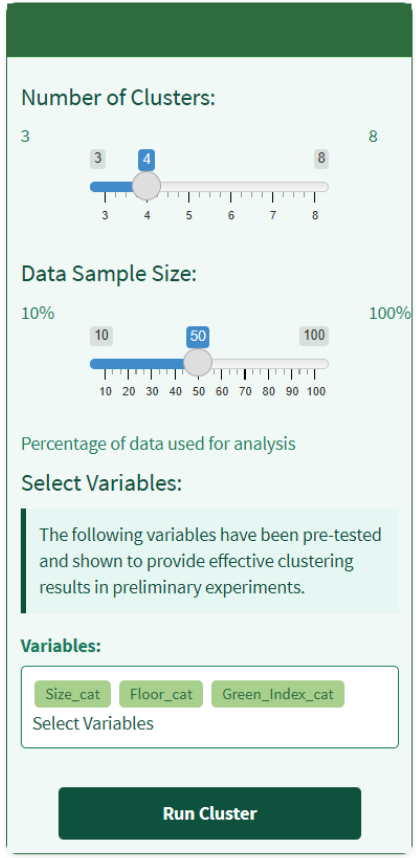 Number of Clusters:
3 8
3 4 8
3 4 5 6 7 8
Data Sample Size:
10% 100%
10 50 100
10 20 30 40 50 60 70 80 90 100
Percentage of data used for analysis
Select Variables:
The following variables have been pre-tested
and shown to provide effective clustering
results in preliminary experiments.
Variables:
Size_cat Floor_cat Green_Index_cat
Select Variables
Run Cluster